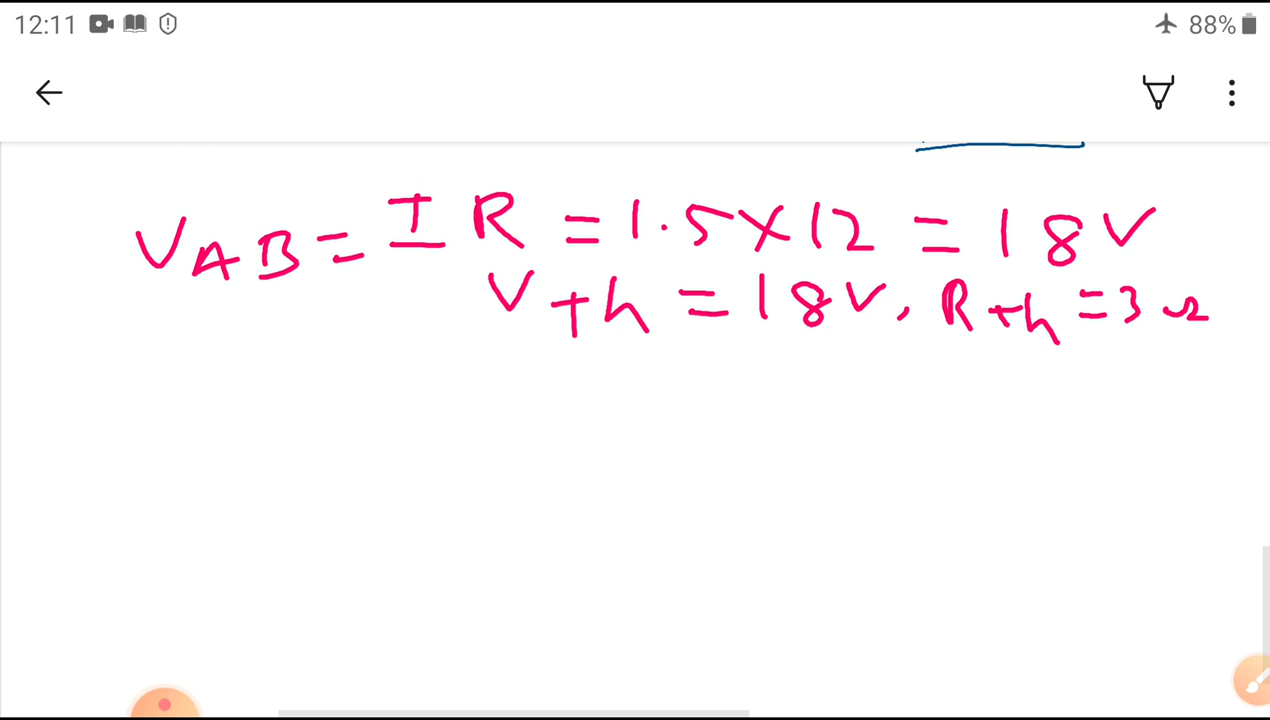 12:11 88%
VAB = IR = 1.5 × 12 = 18V
Vth = 18V, Rth = 3Ω